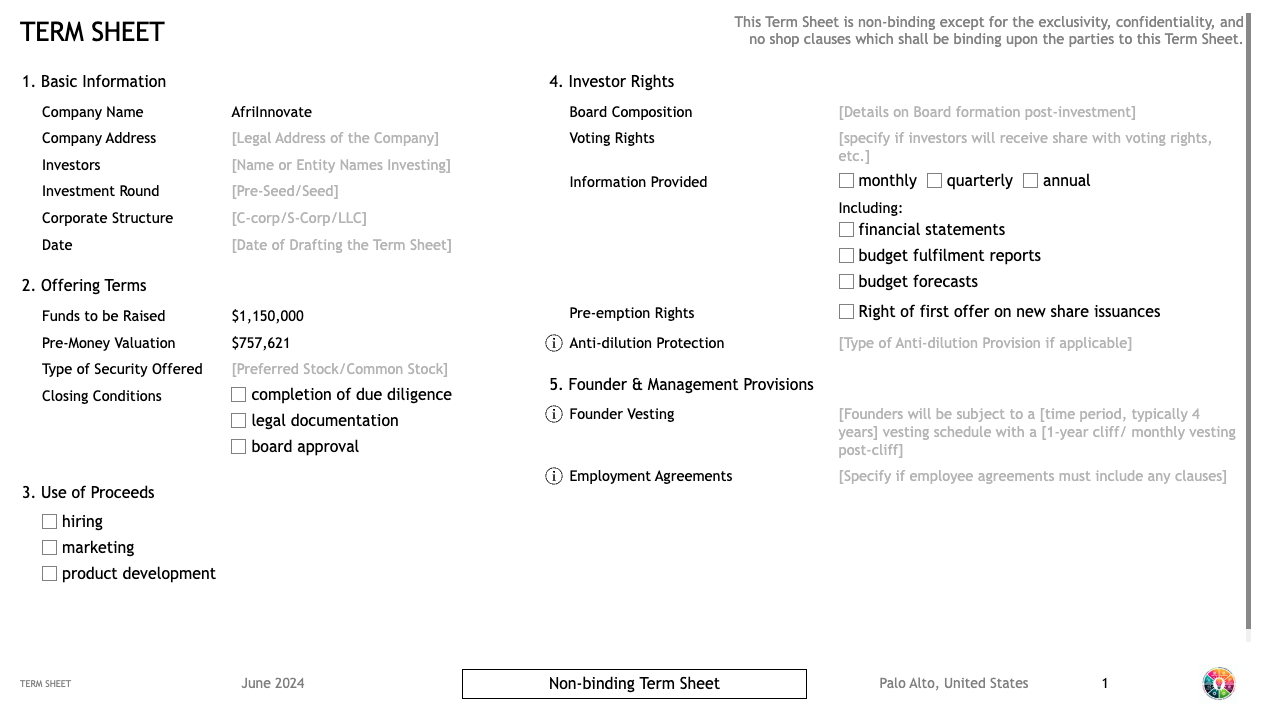 TERM SHEET
This Term Sheet is non-binding except for the exclusivity, confidentiality, and
no shop clauses which shall be binding upon the parties to this Term Sheet.
1. Basic Information
Company Name AfriInnovate
Company Address [Legal Address of the Company]
Investors [Name or Entity Names Investing]
Investment Round [Pre-Seed/Seed]
Corporate Structure [C-corp/S-Corp/LLC]
Date [Date of Drafting the Term Sheet]
2. Offering Terms
Funds to be Raised $1,150,000
Pre-Money Valuation $757,621
Type of Security Offered [Preferred Stock/Common Stock]
Closing Conditions completion of due diligence
legal documentation
board approval
3. Use of Proceeds
hiring
marketing
product development
4. Investor Rights
Board Composition [Details on Board formation post-investment]
Voting Rights [specify if investors will receive share with voting rights,
etc.]
Information Provided monthly quarterly annual
Including:
financial statements
budget fulfilment reports
budget forecasts
Pre-emption Rights Right of first offer on new share issuances
i Anti-dilution Protection [Type of Anti-dilution Provision if applicable]
5. Founder & Management Provisions
i Founder Vesting [Founders will be subject to a [time period, typically 4
years] vesting schedule with a [1-year cliff/ monthly vesting
post-cliff]
i Employment Agreements [Specify if employee agreements must include any clauses]
TERM SHEET June 2024 Non-binding Term Sheet Palo Alto, United States 1